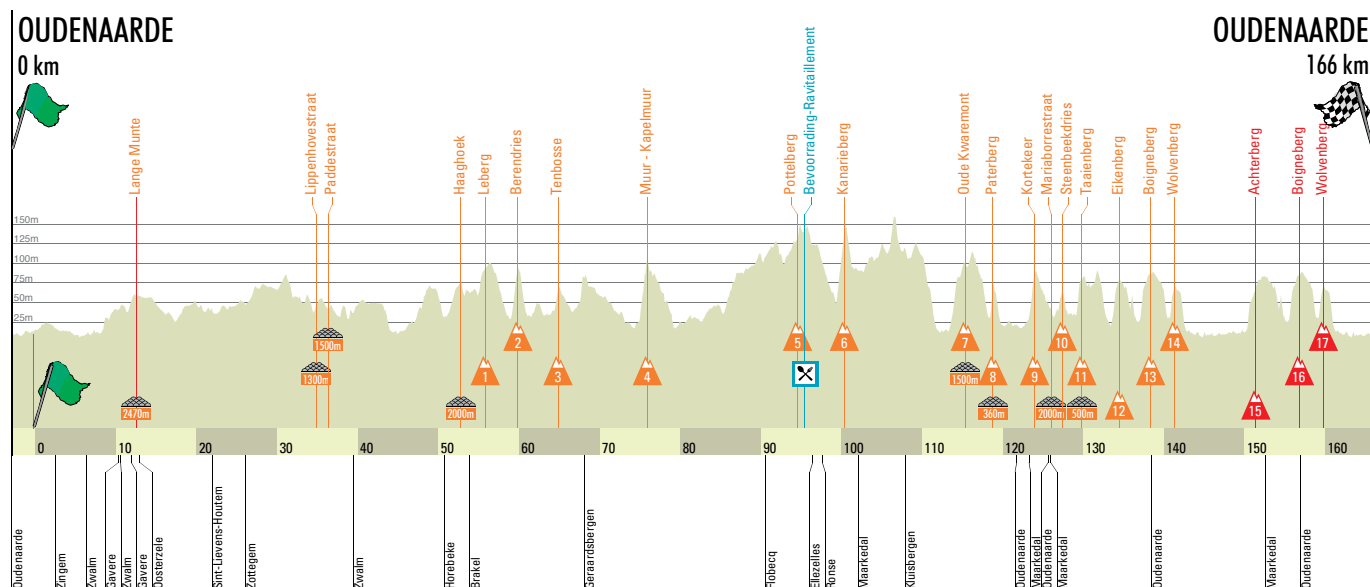 OUDENAARDE
0 km
OUDENAARDE
166 km
Lange Munte
Lippenhovestraat
Paddestraat
Haaghoek
Leberg
Berendries
Tenbosse
Muur - Kapelmuur
Pottelberg
Bevoorrading-Ravitaillement
Kanarieberg
Oude Kwaremont
Paterberg
Kortekeer
Mariaborrestraat
Steenbeekdries
Taaienberg
Eikenberg
Boigneberg
Wolvenberg
Achterberg
Boigneberg
Wolvenberg
150m
125m
100m
75m
50m
25m
1500m
2
5
6
7
10
14
17
1300m
1
3
4
1500m
8
9
11
13
16
2470m
2000m
360m
2000m
500m
12
15
0 10 20 30 40 50 60 70 80 90 100 110 120 130 140 150 160
Oudenaarde
Zingem
Zwalm
Gavere
Zwalm
Gavere
Oosterzele
Sint-Lievens-Houtem
Zottegem
Zwalm
Horebeke
Brakel
Geraardsbergen
Flobecq
Ellezelles
Ronse
Maarkedal
Kluisbergen
Oudenaarde
Maarkedal
Oudenaarde
Maarkedal
Oudenaarde
Maarkedal
Oudenaarde